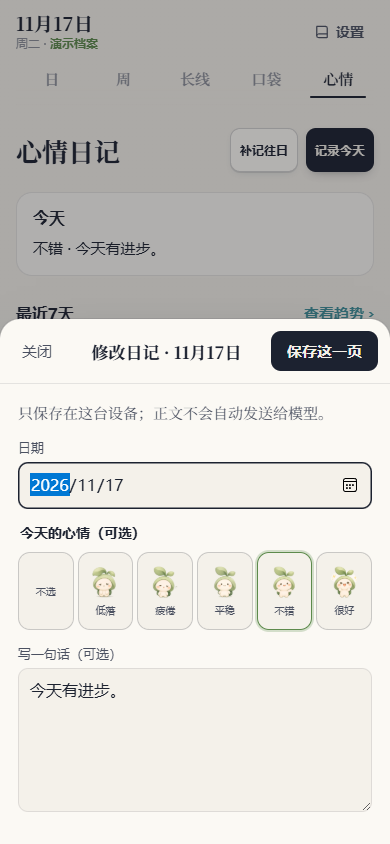 11月17日
设置
周二 · 演示档案
日 周 长线 口袋 心情
心情日记
补记往日
记录今天
今天
不错 · 今天有进步。
最近7天
查看趋势 ›
关闭
修改日记 · 11月17日
保存这一页
只保存在这台设备；正文不会自动发送给模型。
日期
2026/11/17
今天的心情（可选）
不选 低落 疲倦 平稳 不错 很好
写一句话（可选）
今天有进步。